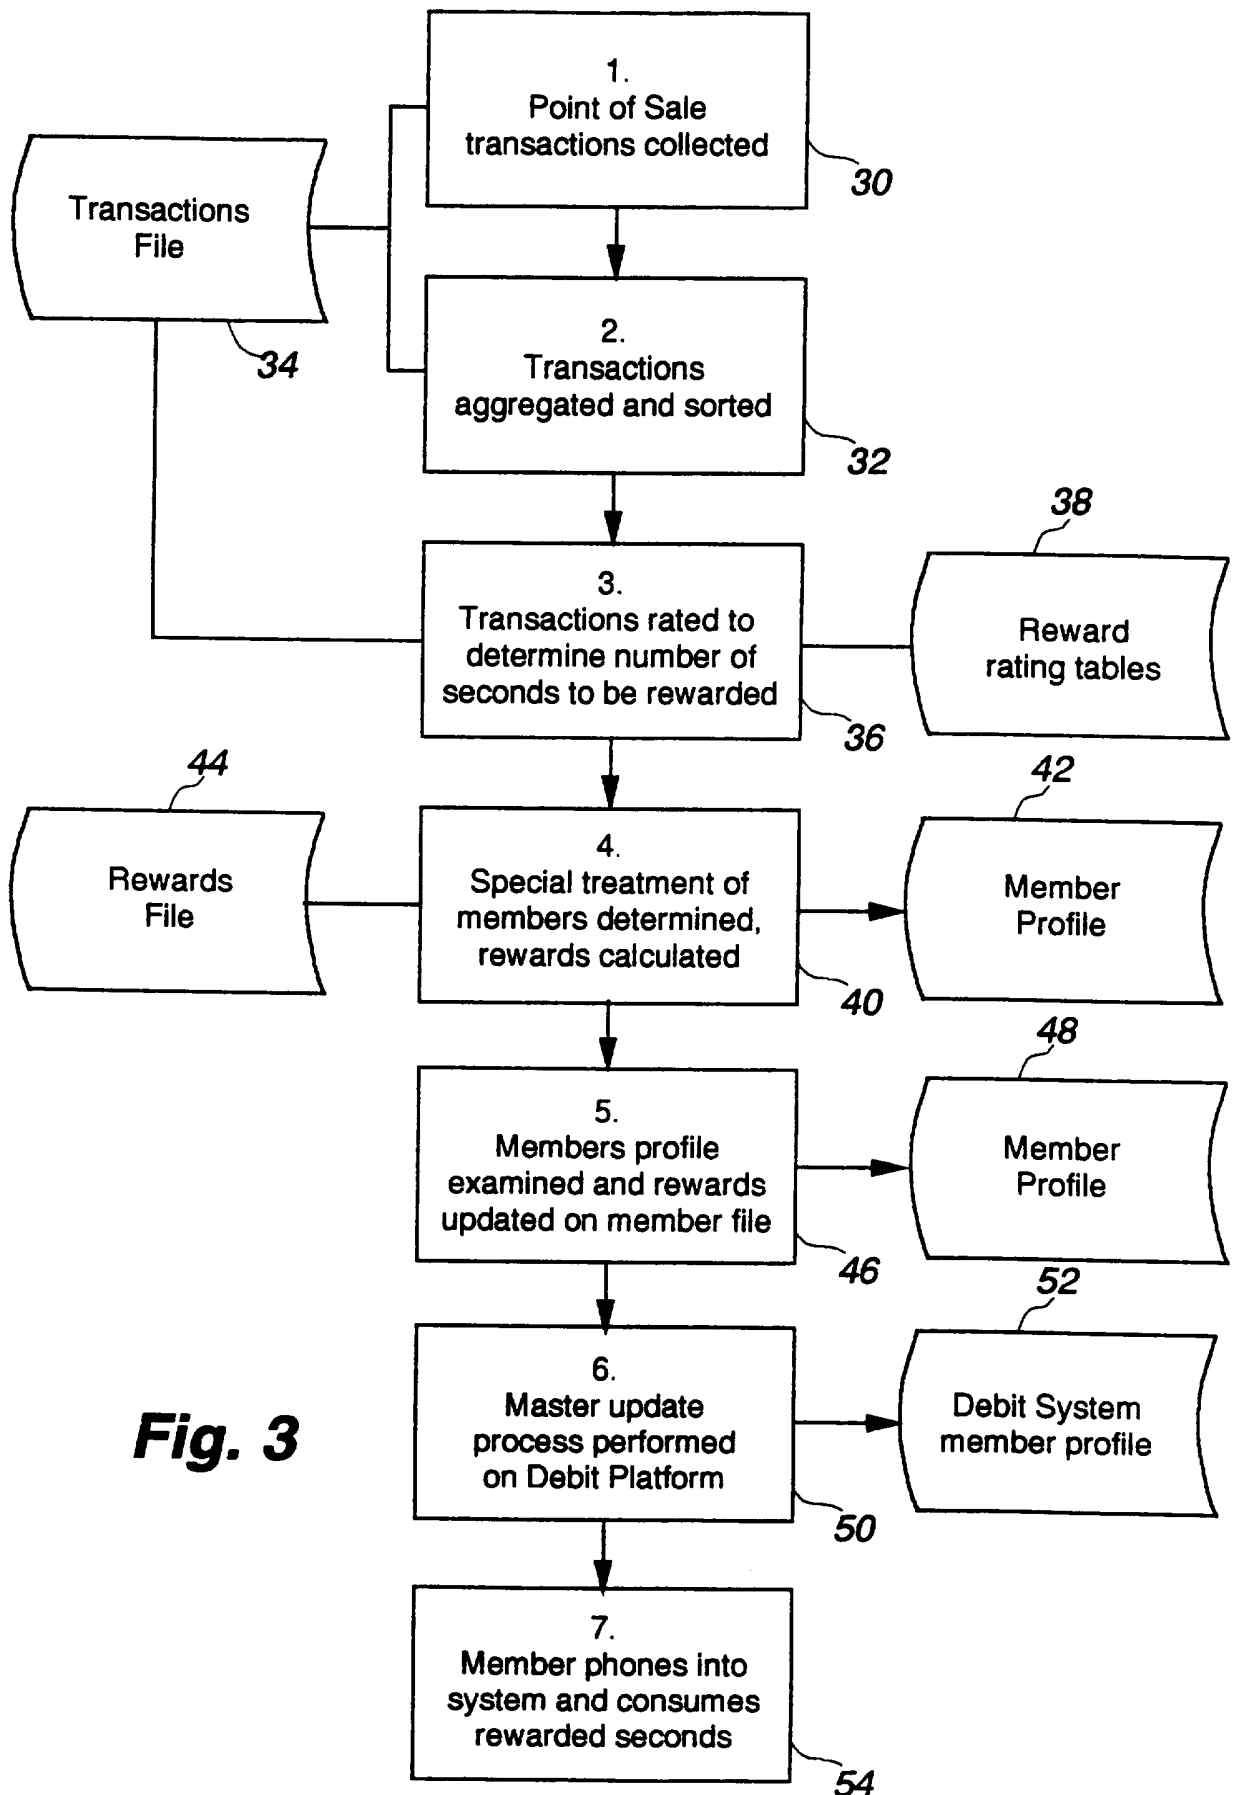 1.
Point of Sale
transactions collected
30
Transactions
File
34
2.
Transactions
aggregated and sorted
32
38
3.
Transactions rated to
determine number of
seconds to be rewarded
36
Reward
rating tables
44
42
Rewards
File
4.
Special treatment of
members determined,
rewards calculated
40
Member
Profile
48
5.
Members profile
examined and rewards
updated on member file
46
Member
Profile
52
6.
Master update
process performed
on Debit Platform
50
Debit System
member profile
Fig. 3
7.
Member phones into
system and consumes
rewarded seconds
54